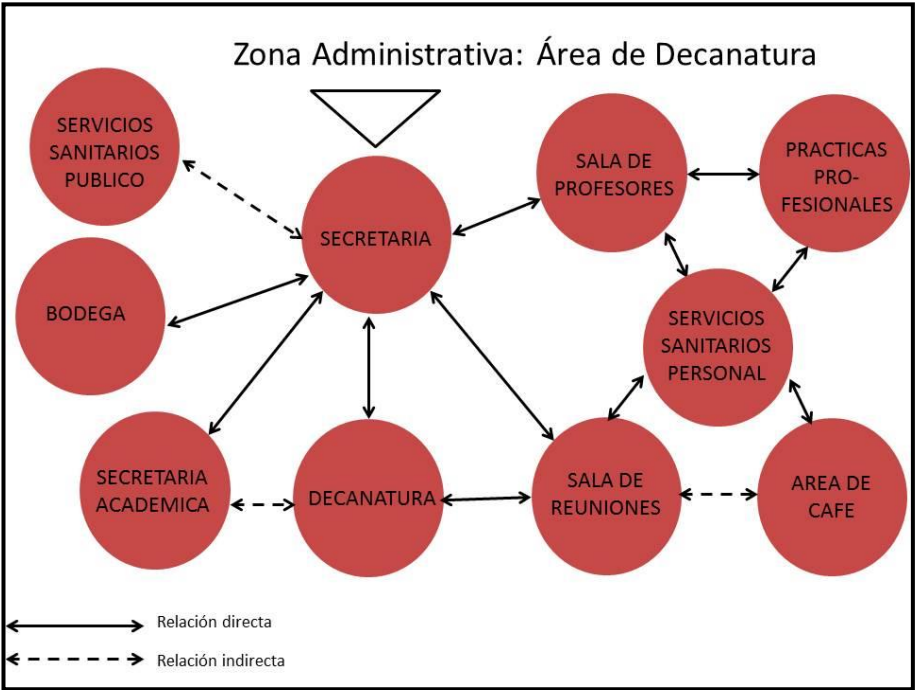 Zona Administrativa: Área de Decanatura
SERVICIOS
SANITARIOS
PUBLICO
SECRETARIA
SALA DE
PROFESORES
PRACTICAS
PRO-
FESIONALES
BODEGA
SERVICIOS
SANITARIOS
PERSONAL
SECRETARIA
ACADEMICA
DECANATURA
SALA DE
REUNIONES
AREA DE
CAFE
Relación directa
Relación indirecta